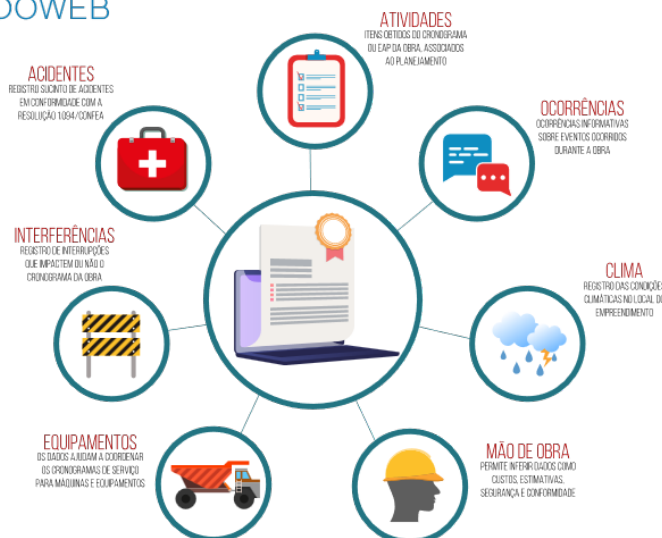 DOWEB
ATIVIDADES
ITENS OBTIDOS DO CRONOGRAMA
OU EAP DA OBRA, ASSOCIADOS
AO PLANEJAMENTO
ACIDENTES
REGISTRO SUCINTO DE ACIDENTES
EM CONFORMIDADE COM A
RESOLUÇÃO 1.094/CONFEA
OCORRÊNCIAS
OCORRÊNCIAS INFORMATIVAS
SOBRE EVENTOS OCORRIDOS
DURANTE A OBRA
INTERFERÊNCIAS
REGISTRO DE INTERRUPÇÕES
QUE IMPACTEM OU NÃO O
CRONOGRAMA DA OBRA
CLIMA
REGISTRO DAS CONDIÇÕES
CLIMÁTICAS NO LOCAL DO
EMPREENDIMENTO
EQUIPAMENTOS
OS DADOS AJUDAM A COORDENAR
OS CRONOGRAMAS DE SERVIÇO
PARA MÁQUINAS E EQUIPAMENTOS
MÃO DE OBRA
PERMITE INFERIR DADOS COMO
CUSTOS, ESTIMATIVAS,
SEGURANÇA E CONFORMIDADE